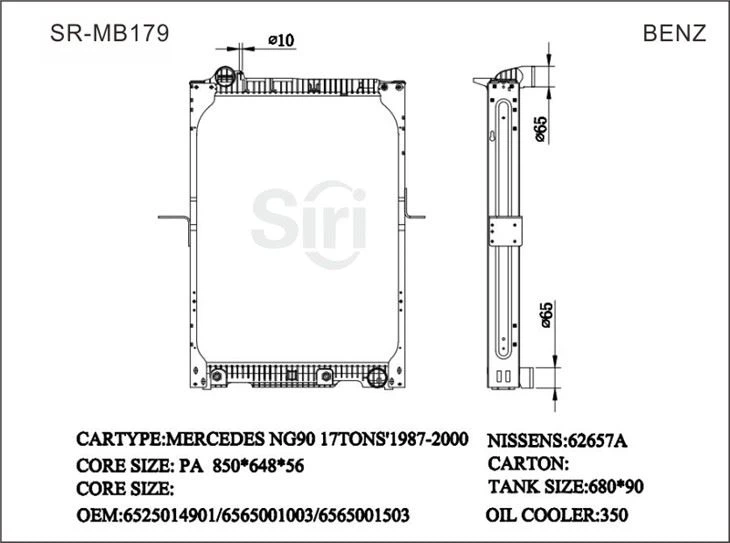 SR-MB179
BENZ
ø10
ø65
Siri
ø65
CARTYPE:MERCEDES NG90 17TONS'1987-2000
CORE SIZE: PA 850*648*56
CORE SIZE:
OEM:6525014901/6565001003/6565001503
NISSENS:62657A
CARTON:
TANK SIZE:680*90
OIL COOLER:350